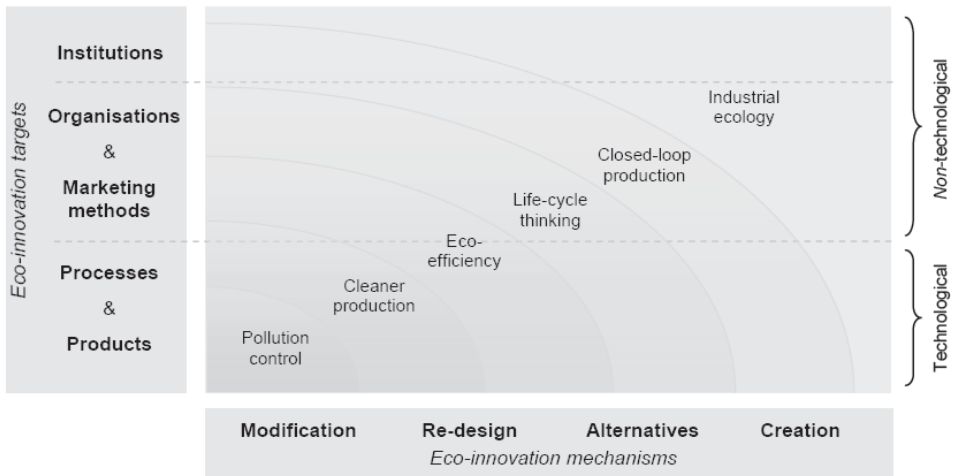 Eco-innovation targets
Institutions
Organisations
&
Marketing
methods
Processes
&
Products
Industrial
ecology
Closed-loop
production
Life-cycle
thinking
Eco-
efficiency
Cleaner
production
Pollution
control
Non-technological
Technological
Modification
Re-design
Alternatives
Creation
Eco-innovation mechanisms